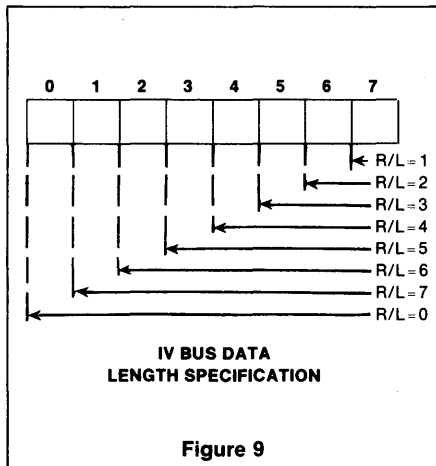 0 1 2 3 4 5 6 7
R/L=1
R/L=2
R/L=3
R/L=4
R/L=5
R/L=6
R/L=7
R/L=0
IV BUS DATA
LENGTH SPECIFICATION
Figure 9